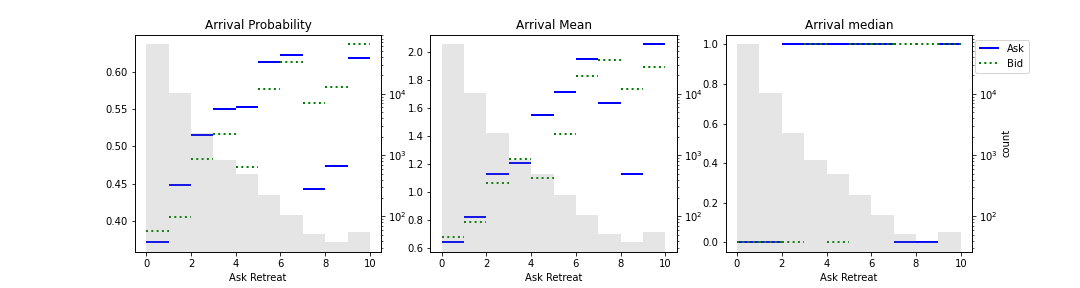 Arrival Probability
0.60
0.55
0.50
0.45
0.40
10⁴
10³
10²
0 2 4 6 8 10
Ask Retreat
Arrival Mean
2.0
1.8
1.6
1.4
1.2
1.0
0.8
0.6
10⁴
10³
10²
0 2 4 6 8 10
Ask Retreat
Arrival median
1.0
0.8
0.6
0.4
0.2
0.0
10⁴
10³
10²
count
0 2 4 6 8 10
Ask Retreat
Ask
Bid